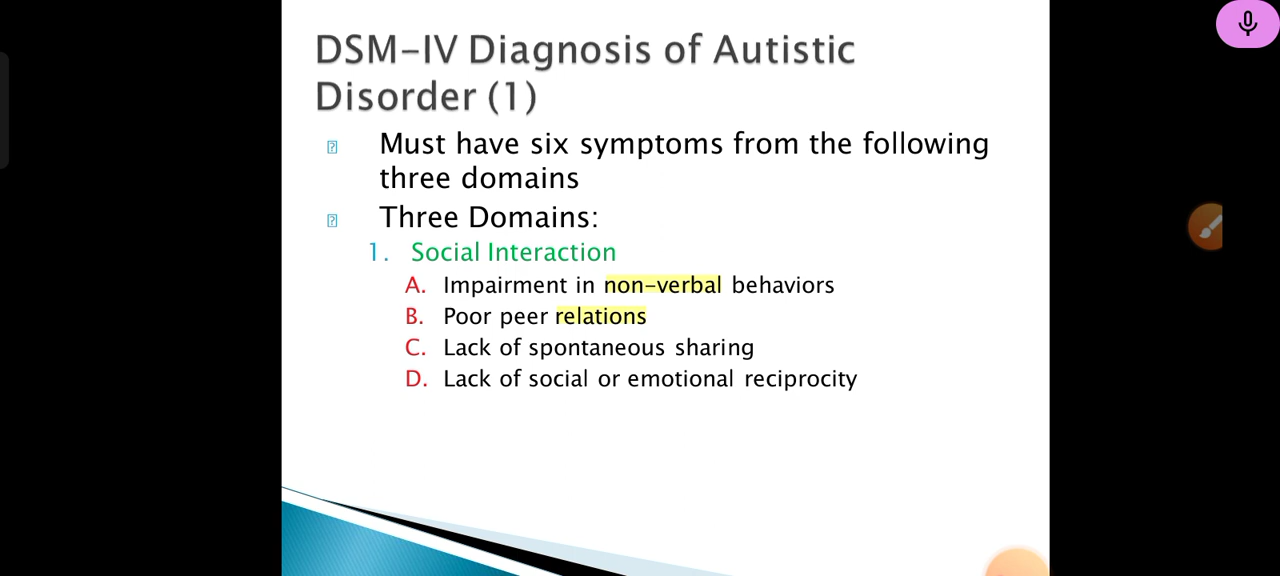 DSM-IV Diagnosis of Autistic
Disorder (1)
Must have six symptoms from the following
three domains
Three Domains:
1. Social Interaction
A. Impairment in non-verbal behaviors
B. Poor peer relations
C. Lack of spontaneous sharing
D. Lack of social or emotional reciprocity